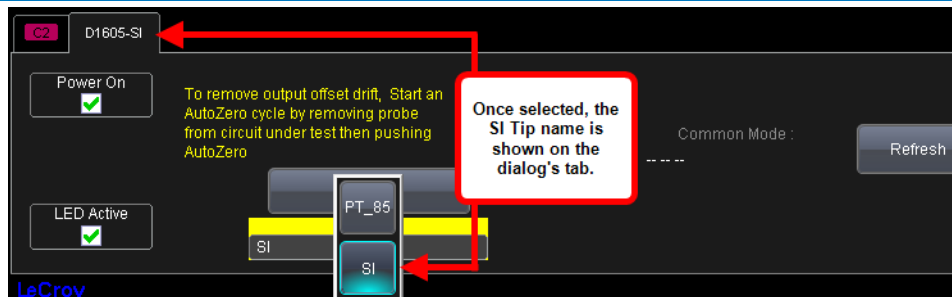 C2 D1605-SI
Power On
To remove output offset drift, Start an
AutoZero cycle by removing probe
from circuit under test then pushing
AutoZero
Once selected, the
SI Tip name is
shown on the
dialog's tab.
Common Mode :
-- -- --
Refresh
LED Active
PT_85
SI
SI
LeCroy